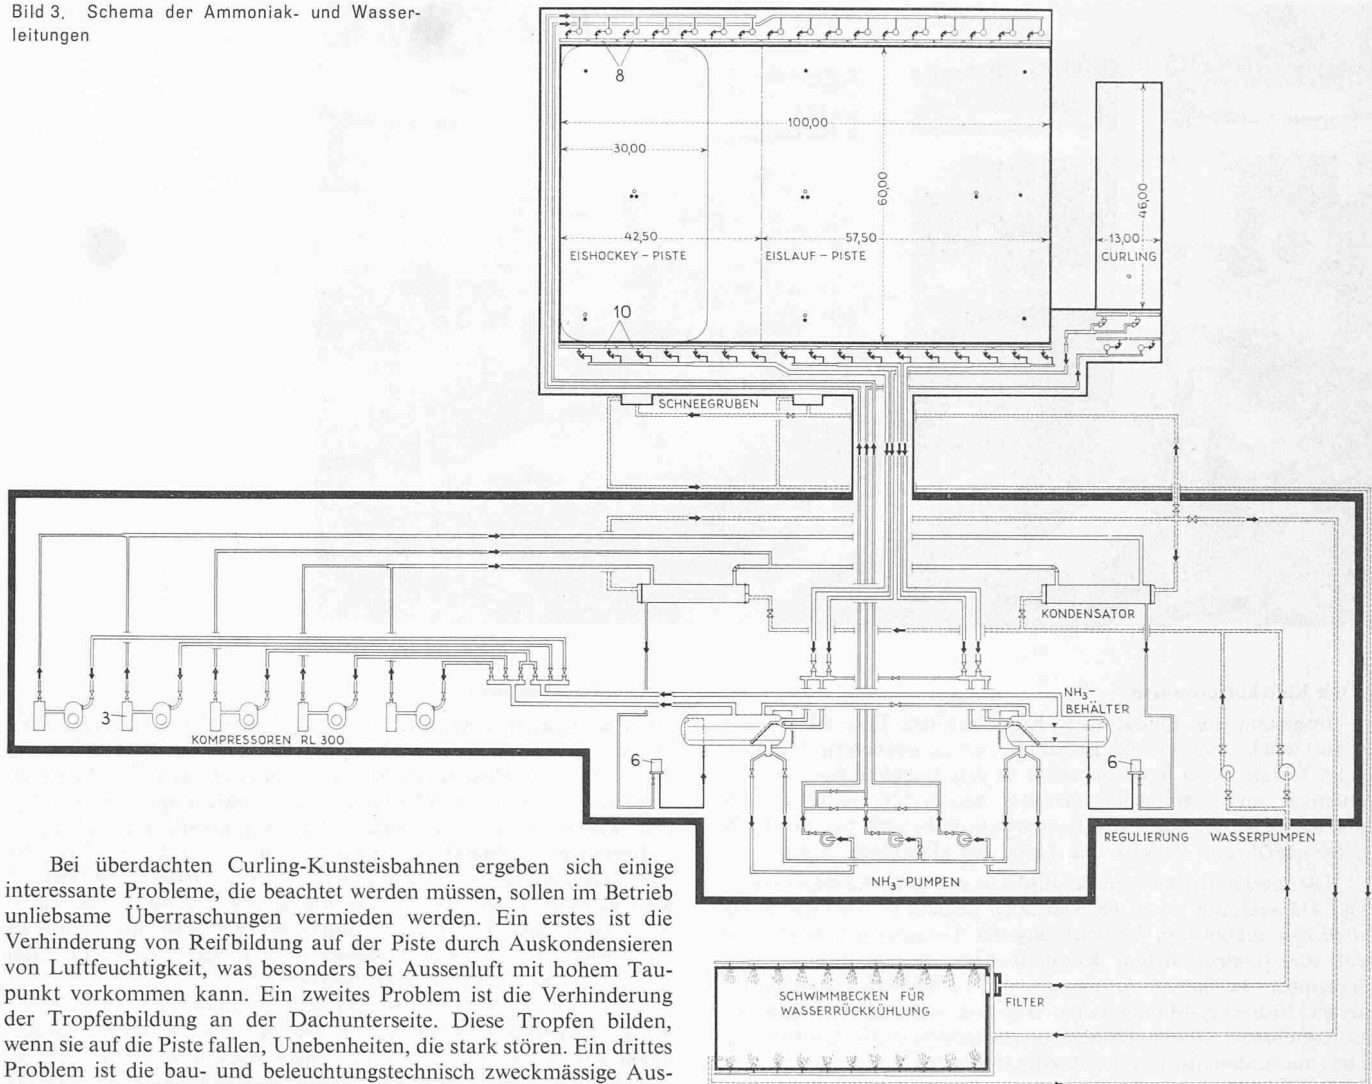 Bild 3. Schema der Ammoniak- und Wasser-
leitungen
8
100,00
30,00
60,00
46,00
42,50
57,50
13,00
EISHOCKEY – PISTE
EISLAUF – PISTE
CURLING
10
SCHNEEGRUBEN
KONDENSATOR
NH₃-
BEHÄLTER
3
KOMPRESSOREN RL 300
6
6
REGULIERUNG
WASSERPUMPEN
NH₃-PUMPEN
Bei überdachten Curling-Kunsteisbahnen ergeben sich einige
interessante Probleme, die beachtet werden müssen, sollen im Betrieb
unliebsame Überraschungen vermieden werden. Ein erstes ist die
Verhinderung von Reifbildung auf der Piste durch Auskondensieren
von Luftfeuchtigkeit, was besonders bei Aussenluft mit hohem Tau-
punkt vorkommen kann. Ein zweites Problem ist die Verhinderung
der Tropfenbildung an der Dachunterseite. Diese Tropfen bilden,
wenn sie auf die Piste fallen, Unebenheiten, die stark stören. Ein drittes
Problem ist die bau- und beleuchtungstechnisch zweckmässige Aus-
SCHWIMMBECKEN FÜR
WASSERRÜCKKÜHLUNG
FILTER